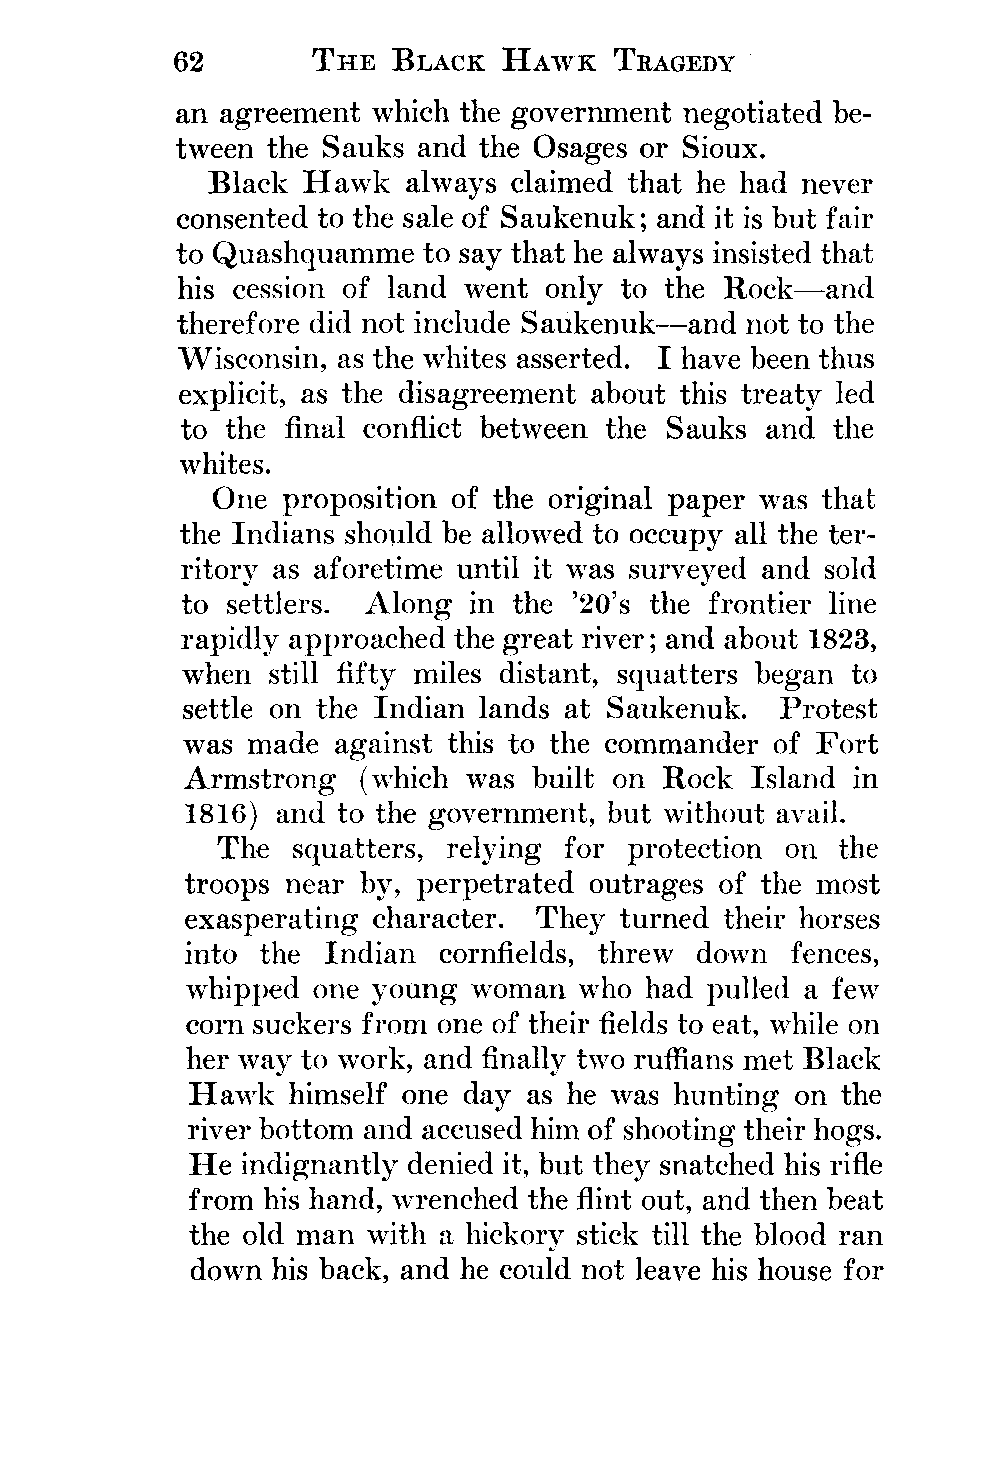 62 THE BLACK HAWK TRAGEDY
an agreement which the government negotiated be-
tween the Sauks and the Osages or Sioux.
Black Hawk always claimed that he had never
consented to the sale of Saukenuk; and it is but fair
to Quashquamme to say that he always insisted that
his cession of land went only to the Rock—and
therefore did not include Saukenuk—and not to the
Wisconsin, as the whites asserted. I have been thus
explicit, as the disagreement about this treaty led
to the final conflict between the Sauks and the
whites.
One proposition of the original paper was that
the Indians should be allowed to occupy all the ter-
ritory as aforetime until it was surveyed and sold
to settlers. Along in the '20's the frontier line
rapidly approached the great river; and about 1823,
when still fifty miles distant, squatters began to
settle on the Indian lands at Saukenuk. Protest
was made against this to the commander of Fort
Armstrong (which was built on Rock Island in
1816) and to the government, but without avail.
The squatters, relying for protection on the
troops near by, perpetrated outrages of the most
exasperating character. They turned their horses
into the Indian cornfields, threw down fences,
whipped one young woman who had pulled a few
corn suckers from one of their fields to eat, while on
her way to work, and finally two ruffians met Black
Hawk himself one day as he was hunting on the
river bottom and accused him of shooting their hogs.
He indignantly denied it, but they snatched his rifle
from his hand, wrenched the flint out, and then beat
the old man with a hickory stick till the blood ran
down his back, and he could not leave his house for